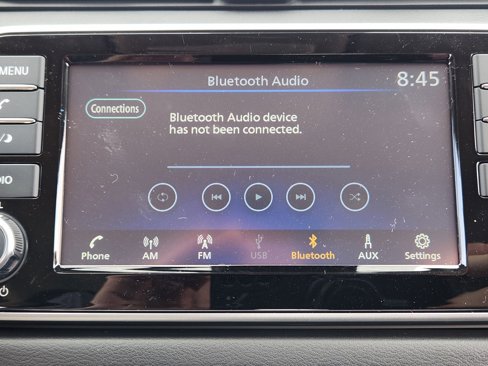 MENU
Bluetooth Audio
8:45
Connections
Bluetooth Audio device
has not been connected.
Phone
AM
FM
USB
Bluetooth
AUX
Settings